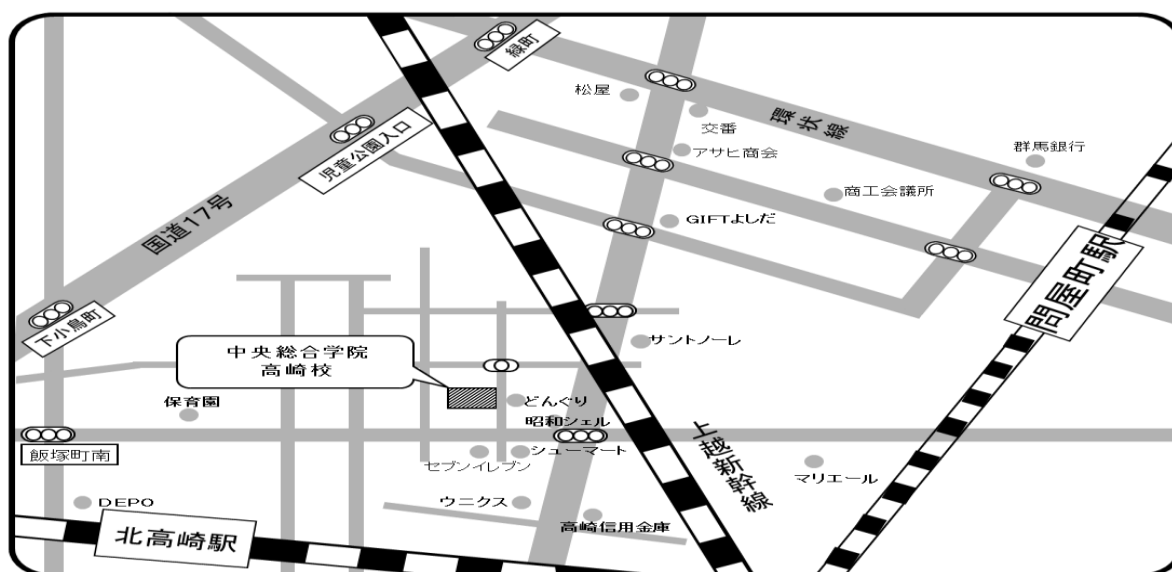 緑町
松屋
交番
環状線
児童公園入口
アサヒ商会
群馬銀行
商工会議所
国道17号
GIFTよしだ
問屋町駅
下小鳥町
サントノーレ
中央総合学院
高崎校
保育園
どんぐり
昭和シェル
飯塚町南
セブンイレブン
シューマート
上越新幹線
マリエール
DEPO
ウニクス
高崎信用金庫
北高崎駅